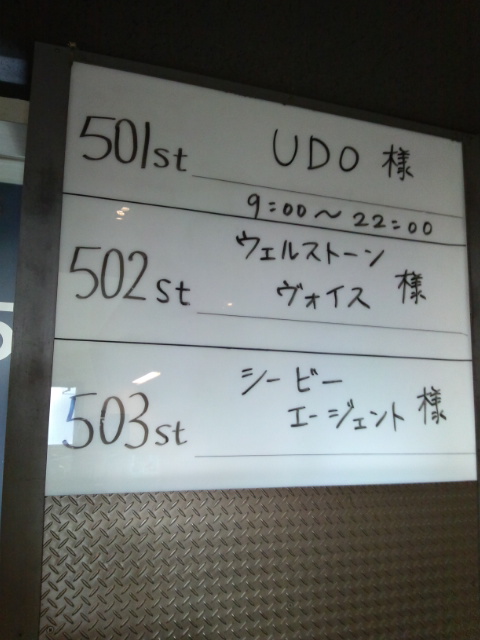 501st UDO 様
9:00～22:00
502st ウェルストーン
ヴォイス 様
503st シービー
エージェント 様